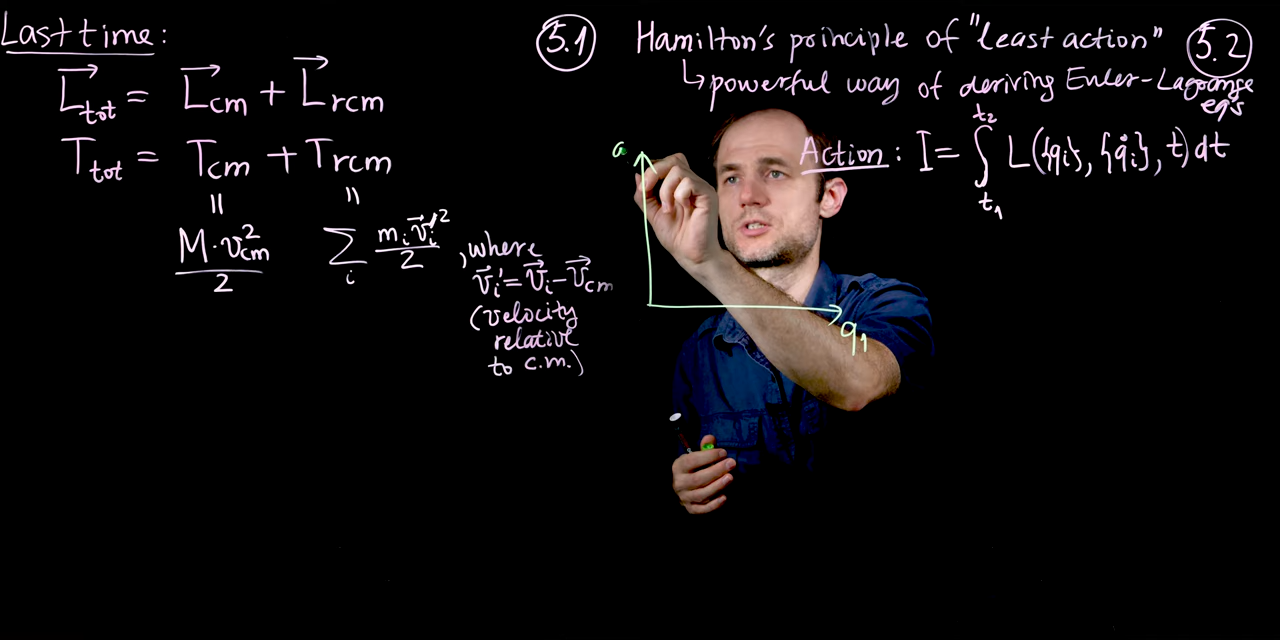 Last time:
L⃗tot = L⃗cm + L⃗rcm
Ttot = Tcm + Trcm
= =
M·v²cm / 2 ∑i miv⃗i'² / 2 , where
v⃗i' = v⃗i – v⃗cm
(velocity
relative
to c.m.)
5.1 Hamilton's principle of "least action" 5.2
↳ powerful way of deriving Euler-Lagrange
eq's
Action: I = ∫t₁t₂ L({qi}, {q̇i}, t) dt
q₁